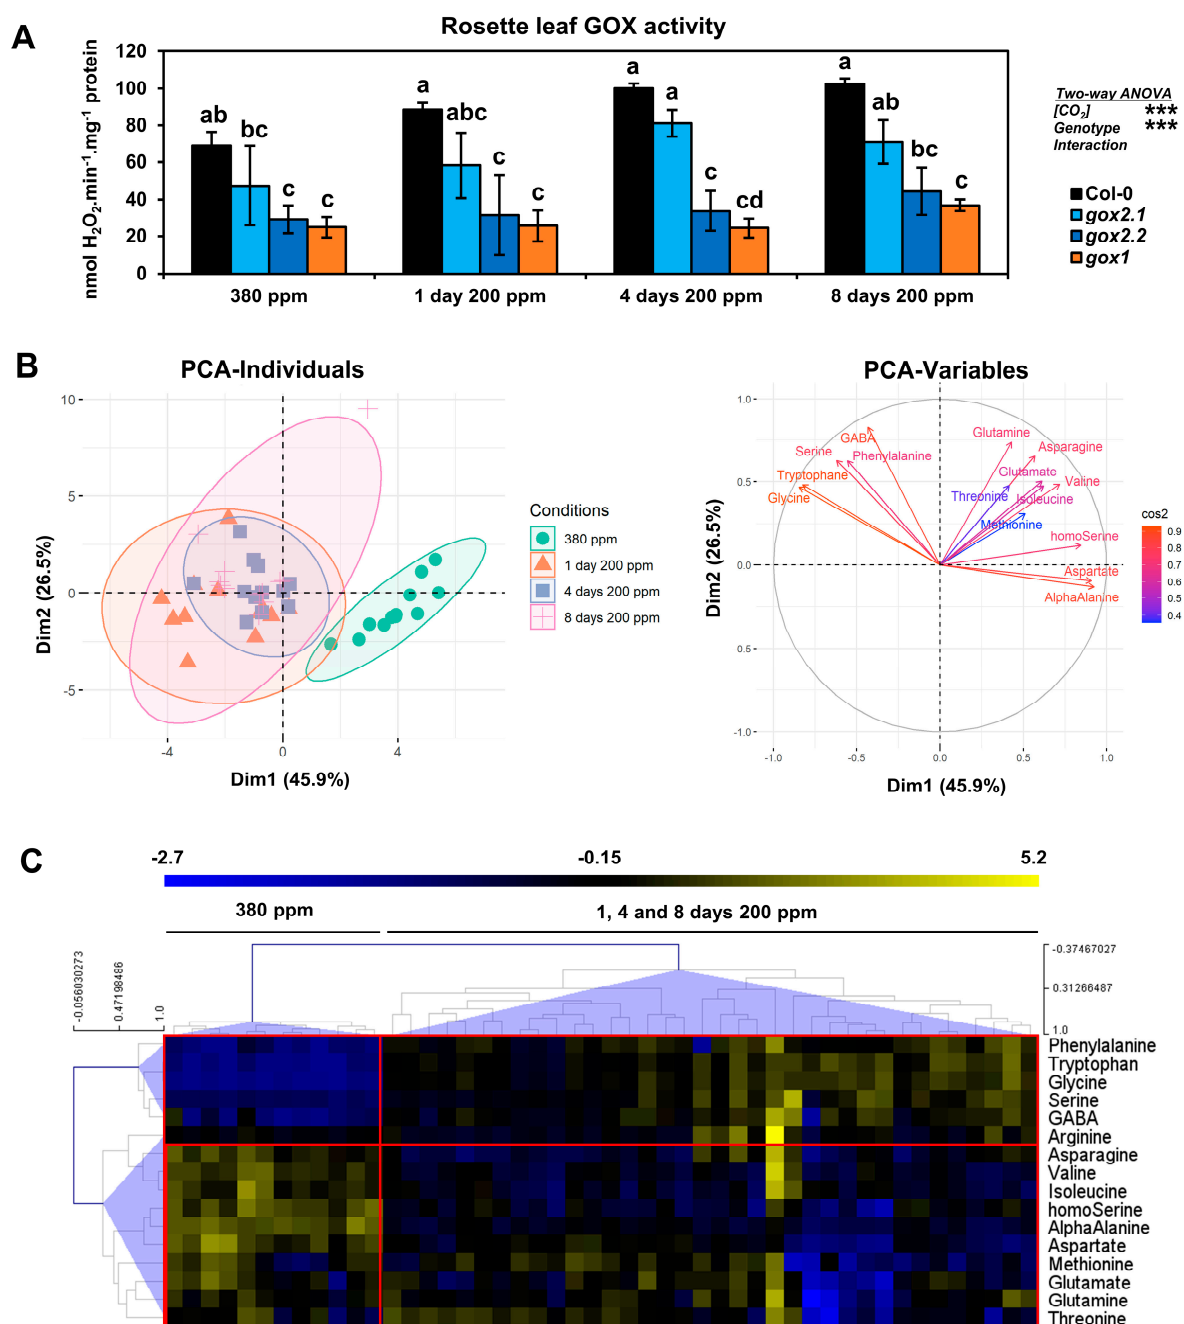 A
Rosette leaf GOX activity
nmol H₂O₂.min⁻¹.mg⁻¹ protein
120
100
80
60
40
20
0
ab
bc
c
c
a
abc
c
c
a
a
c
cd
a
ab
bc
c
380 ppm
1 day 200 ppm
4 days 200 ppm
8 days 200 ppm
Two-way ANOVA
[CO₂] ***
Genotype ***
Interaction
Col-0
gox2.1
gox2.2
gox1
B
PCA-Individuals
Dim2 (26.5%)
10
5
0
-5
-4
0
4
Dim1 (45.9%)
Conditions
380 ppm
1 day 200 ppm
4 days 200 ppm
8 days 200 ppm
PCA-Variables
Dim2 (26.5%)
1.0
0.5
0.0
-0.5
-1.0
-1.0
-0.5
0.0
0.5
1.0
Dim1 (45.9%)
GABA
Serine
Phenylalanine
Tryptophane
Glycine
Glutamine
Asparagine
Glutamate
Valine
Threonine
Isoleucine
Methionine
homoSerine
Aspartate
AlphaAlanine
cos2
0.9
0.8
0.7
0.6
0.5
0.4
C
-2.7
-0.15
5.2
380 ppm
1, 4 and 8 days 200 ppm
-0.056030273
0.47198486
1.0
-0.37467027
0.31266487
1.0
Phenylalanine
Tryptophan
Glycine
Serine
GABA
Arginine
Asparagine
Valine
Isoleucine
homoSerine
AlphaAlanine
Aspartate
Methionine
Glutamate
Glutamine
Threonine